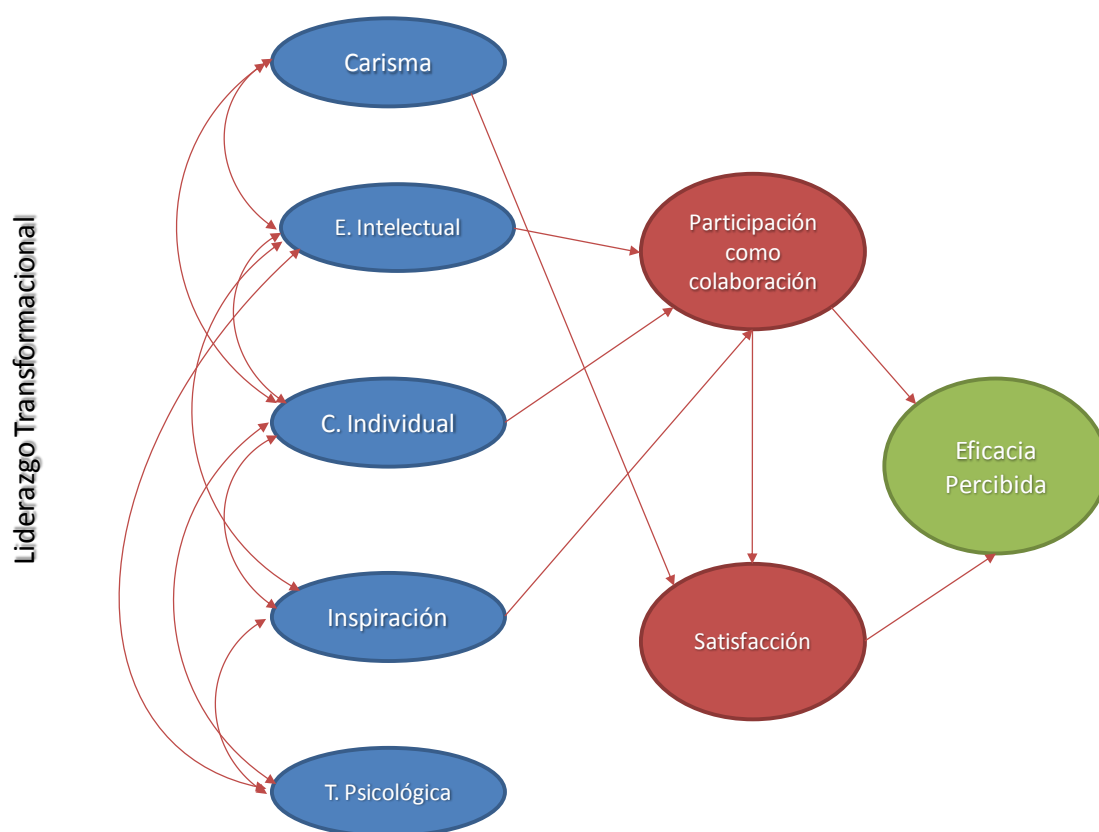 Liderazgo Transformacional
Carisma
E. Intelectual
C. Individual
Inspiración
T. Psicológica
Participación
como
colaboración
Satisfacción
Eficacia
Percibida